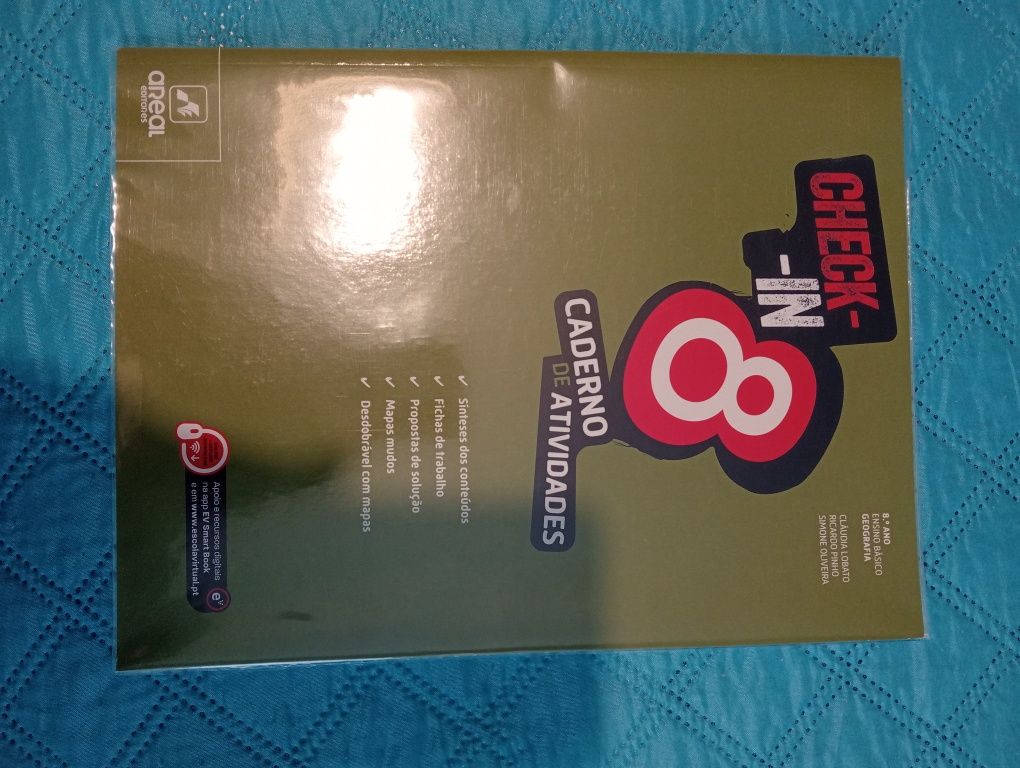 8.º ANO
ENSINO BÁSICO
GEOGRAFIA
CLÁUDIA LOBATO
RICARDO PINHO
SIMONE OLIVEIRA
CHECK-
-IN
8
CADERNO
DE ATIVIDADES
Sínteses dos conteúdos
Fichas de trabalho
Propostas de solução
Mapas mudos
Desdobrável com mapas
Apoio e recursos digitais
na app EV Smart Book
e em www.escolavirtual.pt
eV
aReal
EDITORES